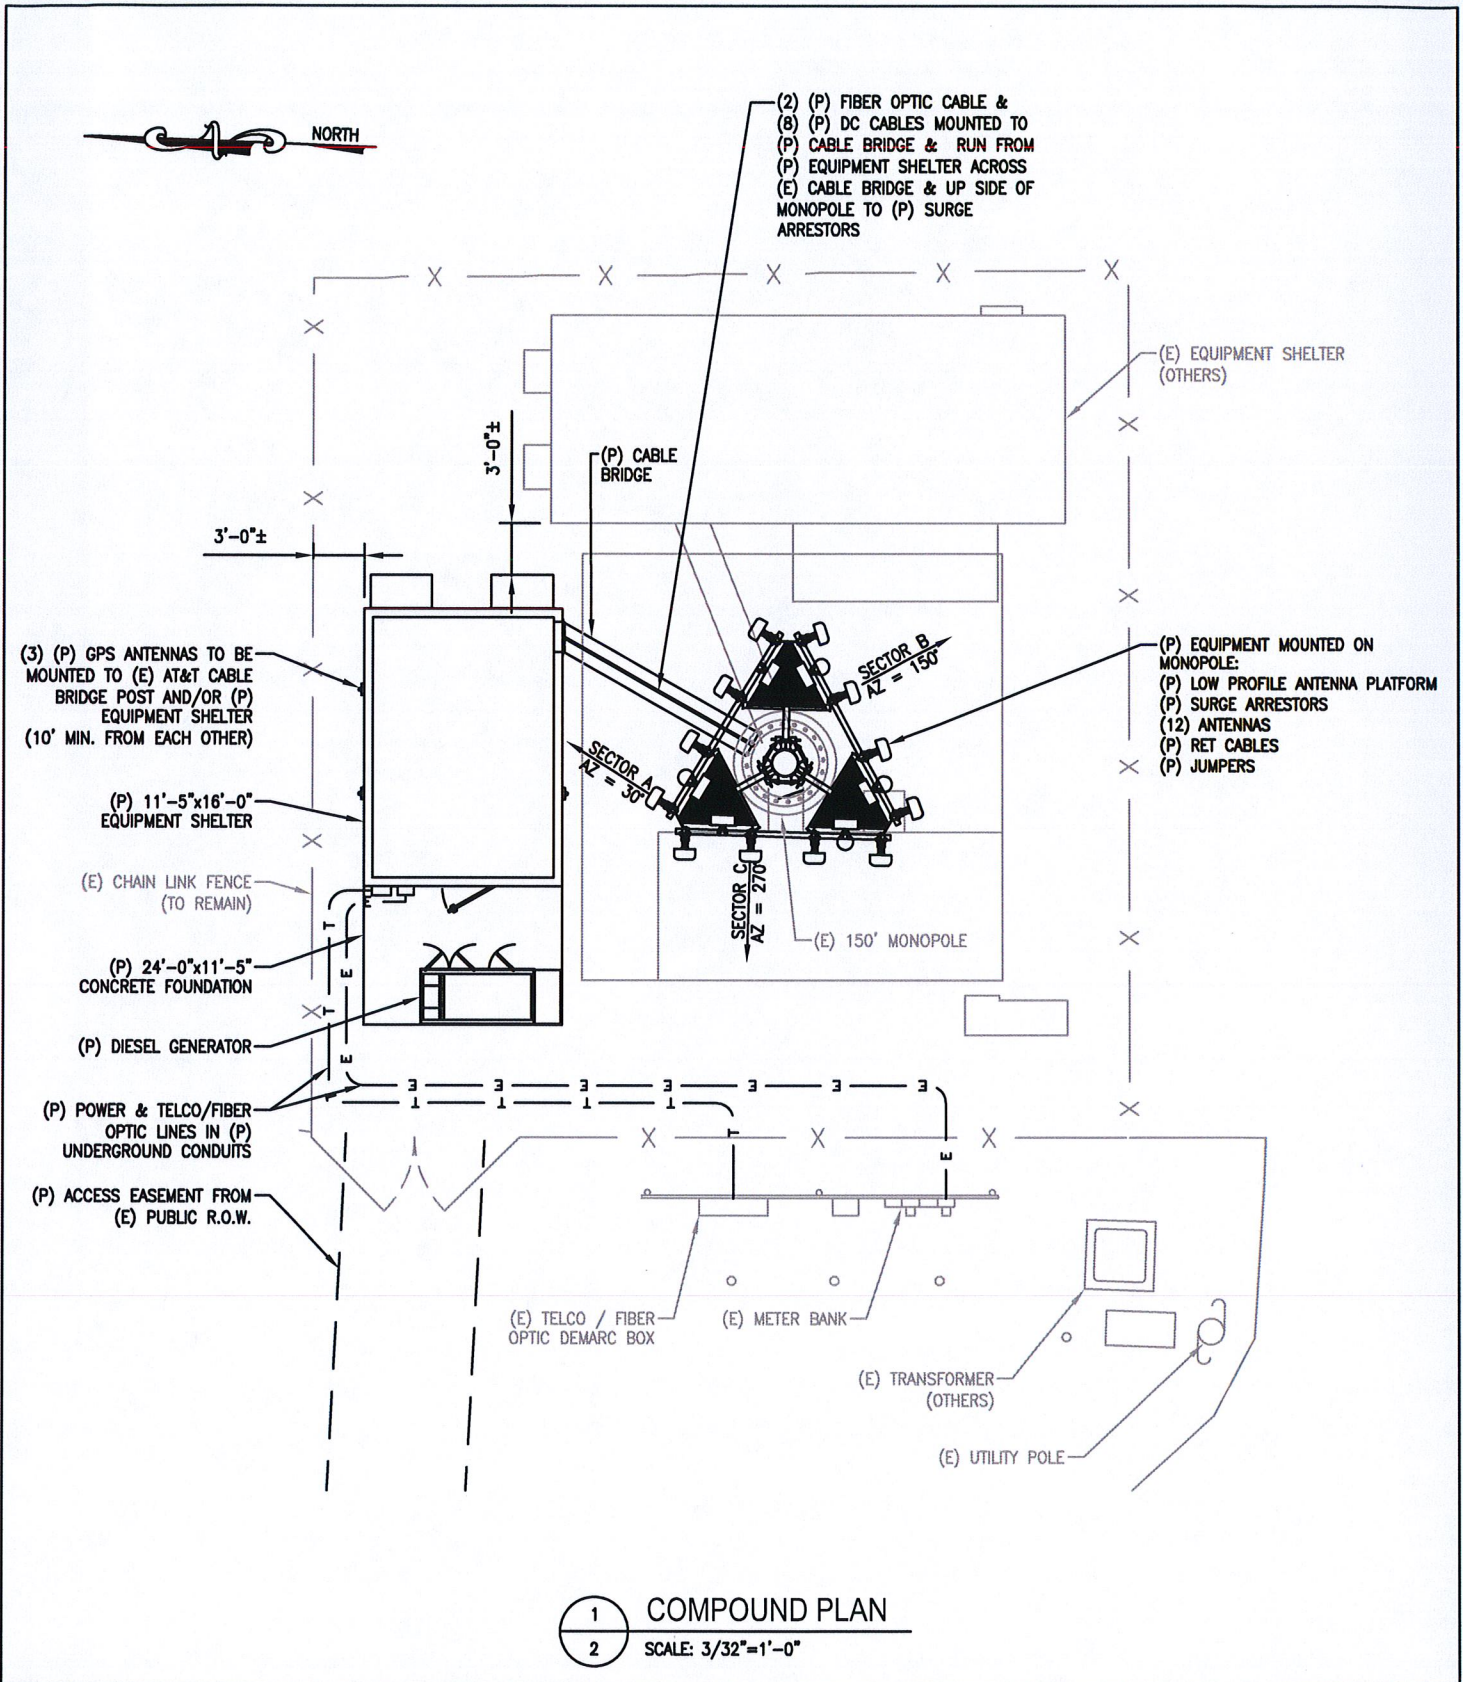 NORTH
(2) (P) FIBER OPTIC CABLE &
(8) (P) DC CABLES MOUNTED TO
(P) CABLE BRIDGE & RUN FROM
(P) EQUIPMENT SHELTER ACROSS
(E) CABLE BRIDGE & UP SIDE OF
MONOPOLE TO (P) SURGE
ARRESTORS
(E) EQUIPMENT SHELTER
(OTHERS)
3'-0"±
(P) CABLE
BRIDGE
3'-0"±
(3) (P) GPS ANTENNAS TO BE
MOUNTED TO (E) AT&T CABLE
BRIDGE POST AND/OR (P)
EQUIPMENT SHELTER
(10' MIN. FROM EACH OTHER)
SECTOR B
AZ = 150°
(P) EQUIPMENT MOUNTED ON
MONOPOLE:
(P) LOW PROFILE ANTENNA PLATFORM
(P) SURGE ARRESTORS
(12) ANTENNAS
(P) RET CABLES
(P) JUMPERS
SECTOR A
AZ = 30°
(P) 11'-5"x16'-0"
EQUIPMENT SHELTER
(E) CHAIN LINK FENCE
(TO REMAIN)
SECTOR C
AZ = 270°
(E) 150' MONOPOLE
(P) 24'-0"x11'-5"
CONCRETE FOUNDATION
(P) DIESEL GENERATOR
(P) POWER & TELCO/FIBER
OPTIC LINES IN (P)
UNDERGROUND CONDUITS
E E E E E E E
T T T T
(P) ACCESS EASEMENT FROM
(E) PUBLIC R.O.W.
(E) TELCO / FIBER
OPTIC DEMARC BOX
(E) METER BANK
(E) TRANSFORMER
(OTHERS)
(E) UTILITY POLE
1
2
COMPOUND PLAN
SCALE: 3/32"=1'-0"